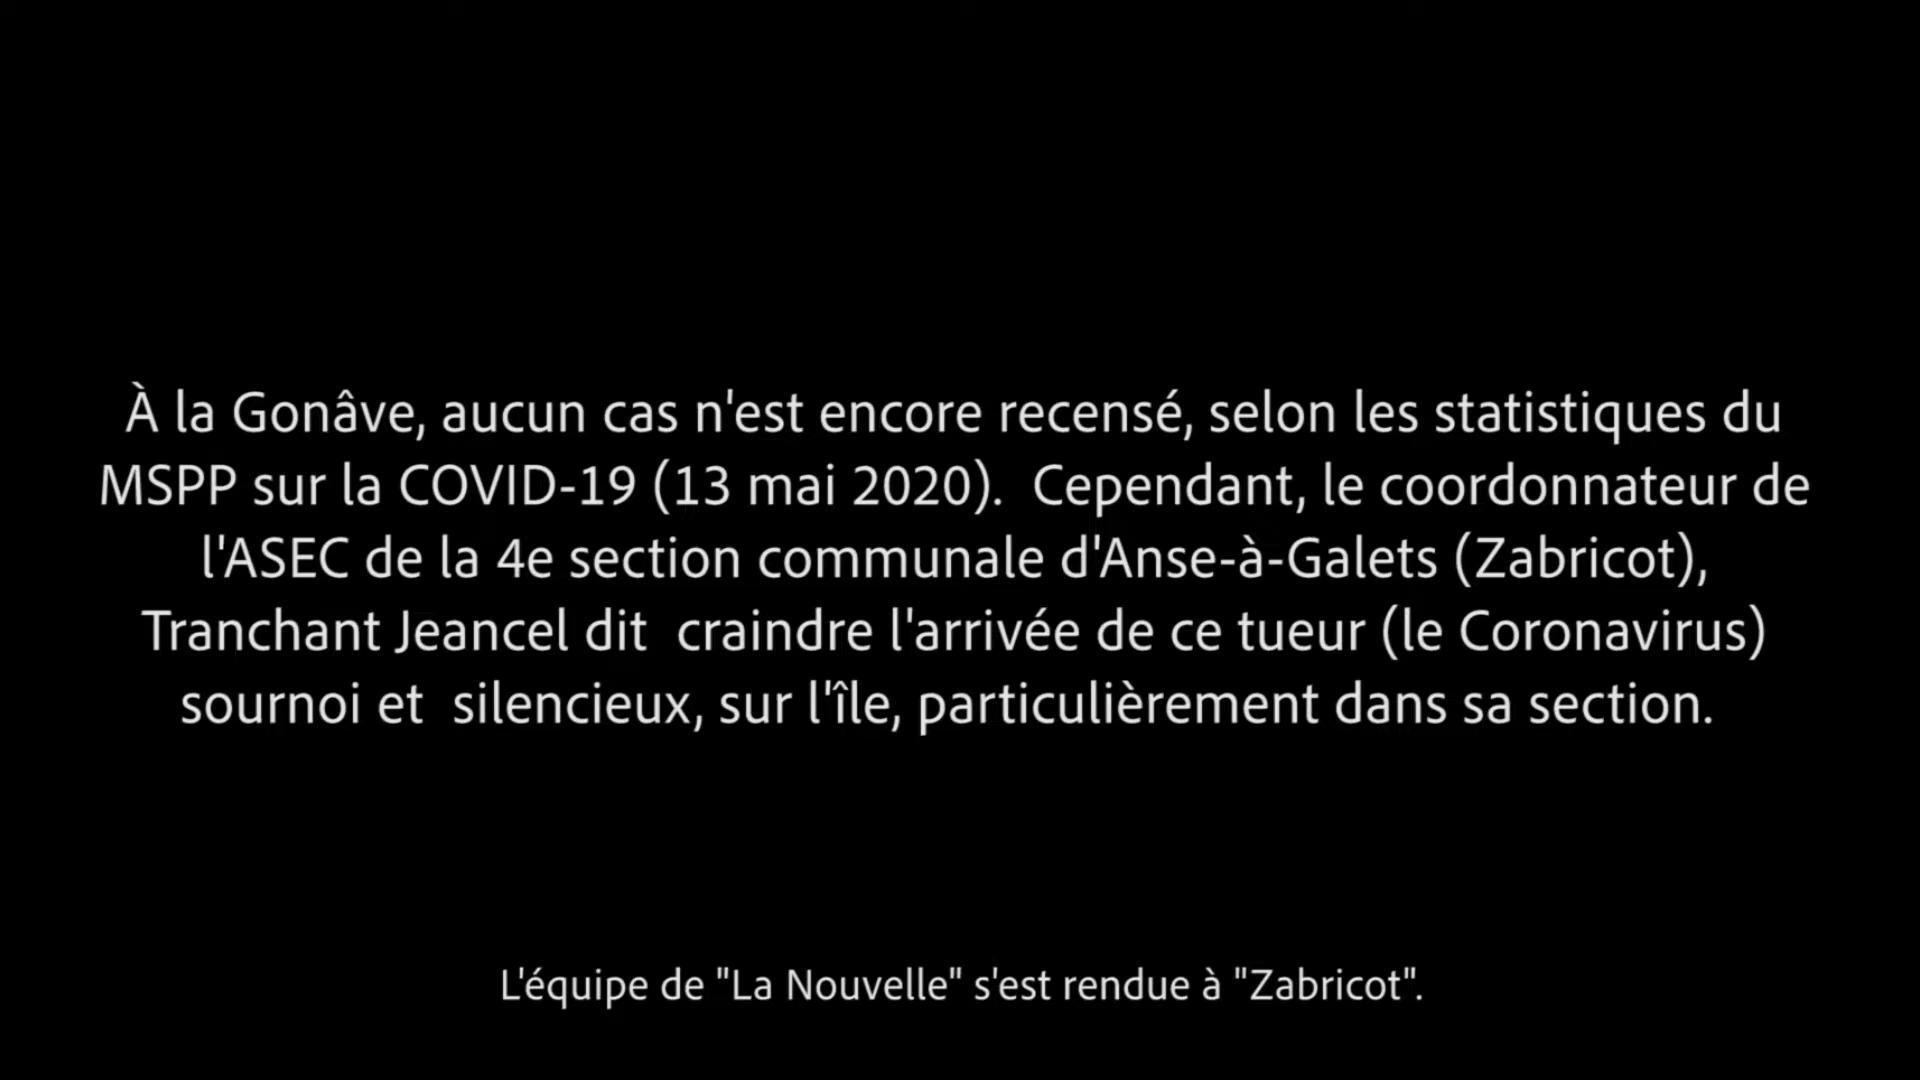 À la Gonâve, aucun cas n'est encore recensé, selon les statistiques du
MSPP sur la COVID-19 (13 mai 2020).  Cependant, le coordonnateur de
l'ASEC de la 4e section communale d'Anse-à-Galets (Zabricot),
Tranchant Jeancel dit  craindre l'arrivée de ce tueur (le Coronavirus)
sournoi et  silencieux, sur l'île, particulièrement dans sa section.
L'équipe de "La Nouvelle" s'est rendue à "Zabricot".